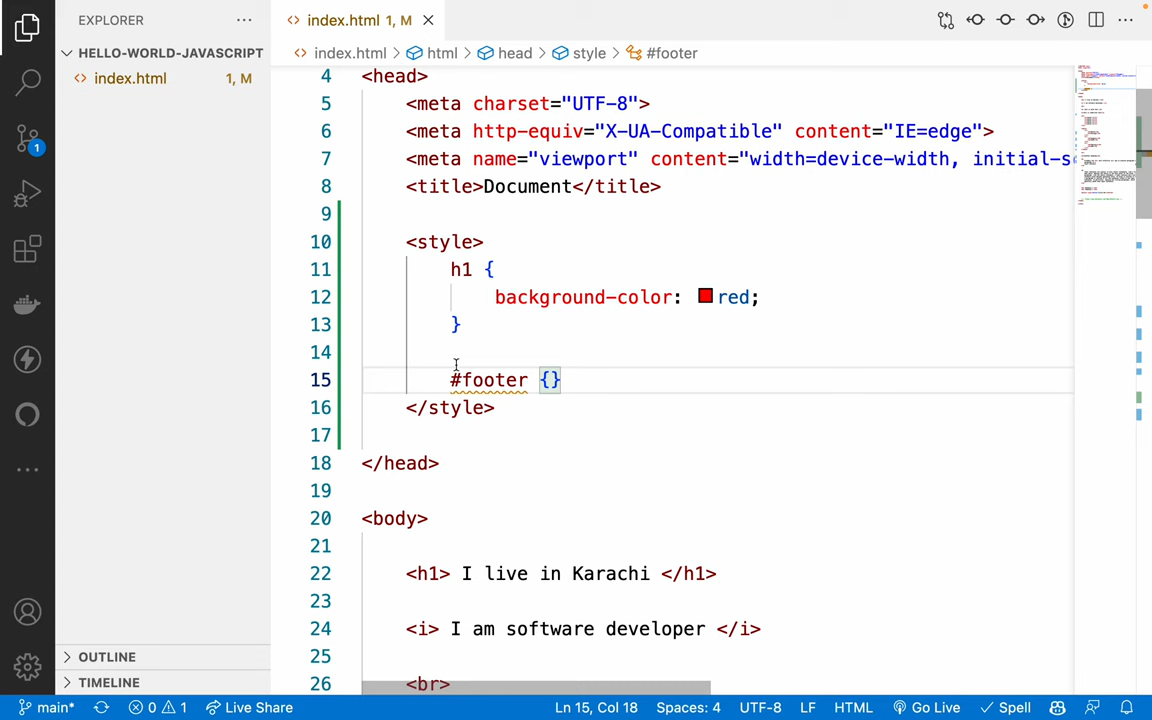 EXPLORER
index.html 1, M
HELLO-WORLD-JAVASCRIPT
index.html > html > head > style > #footer
index.html 1, M
4 <head>
5 <meta charset="UTF-8">
6 <meta http-equiv="X-UA-Compatible" content="IE=edge">
7 <meta name="viewport" content="width=device-width, initial-s
8 <title>Document</title>
9
10 <style>
11 h1 {
12 background-color: red;
13 }
14
15 #footer {}
16 </style>
17
18 </head>
19
20 <body>
21
22 <h1> I live in Karachi </h1>
23
24 <i> I am software developer </i>
25
26 <br>
1
OUTLINE
TIMELINE
main* 0 1 Live Share Ln 15, Col 18 Spaces: 4 UTF-8 LF HTML Go Live Spell